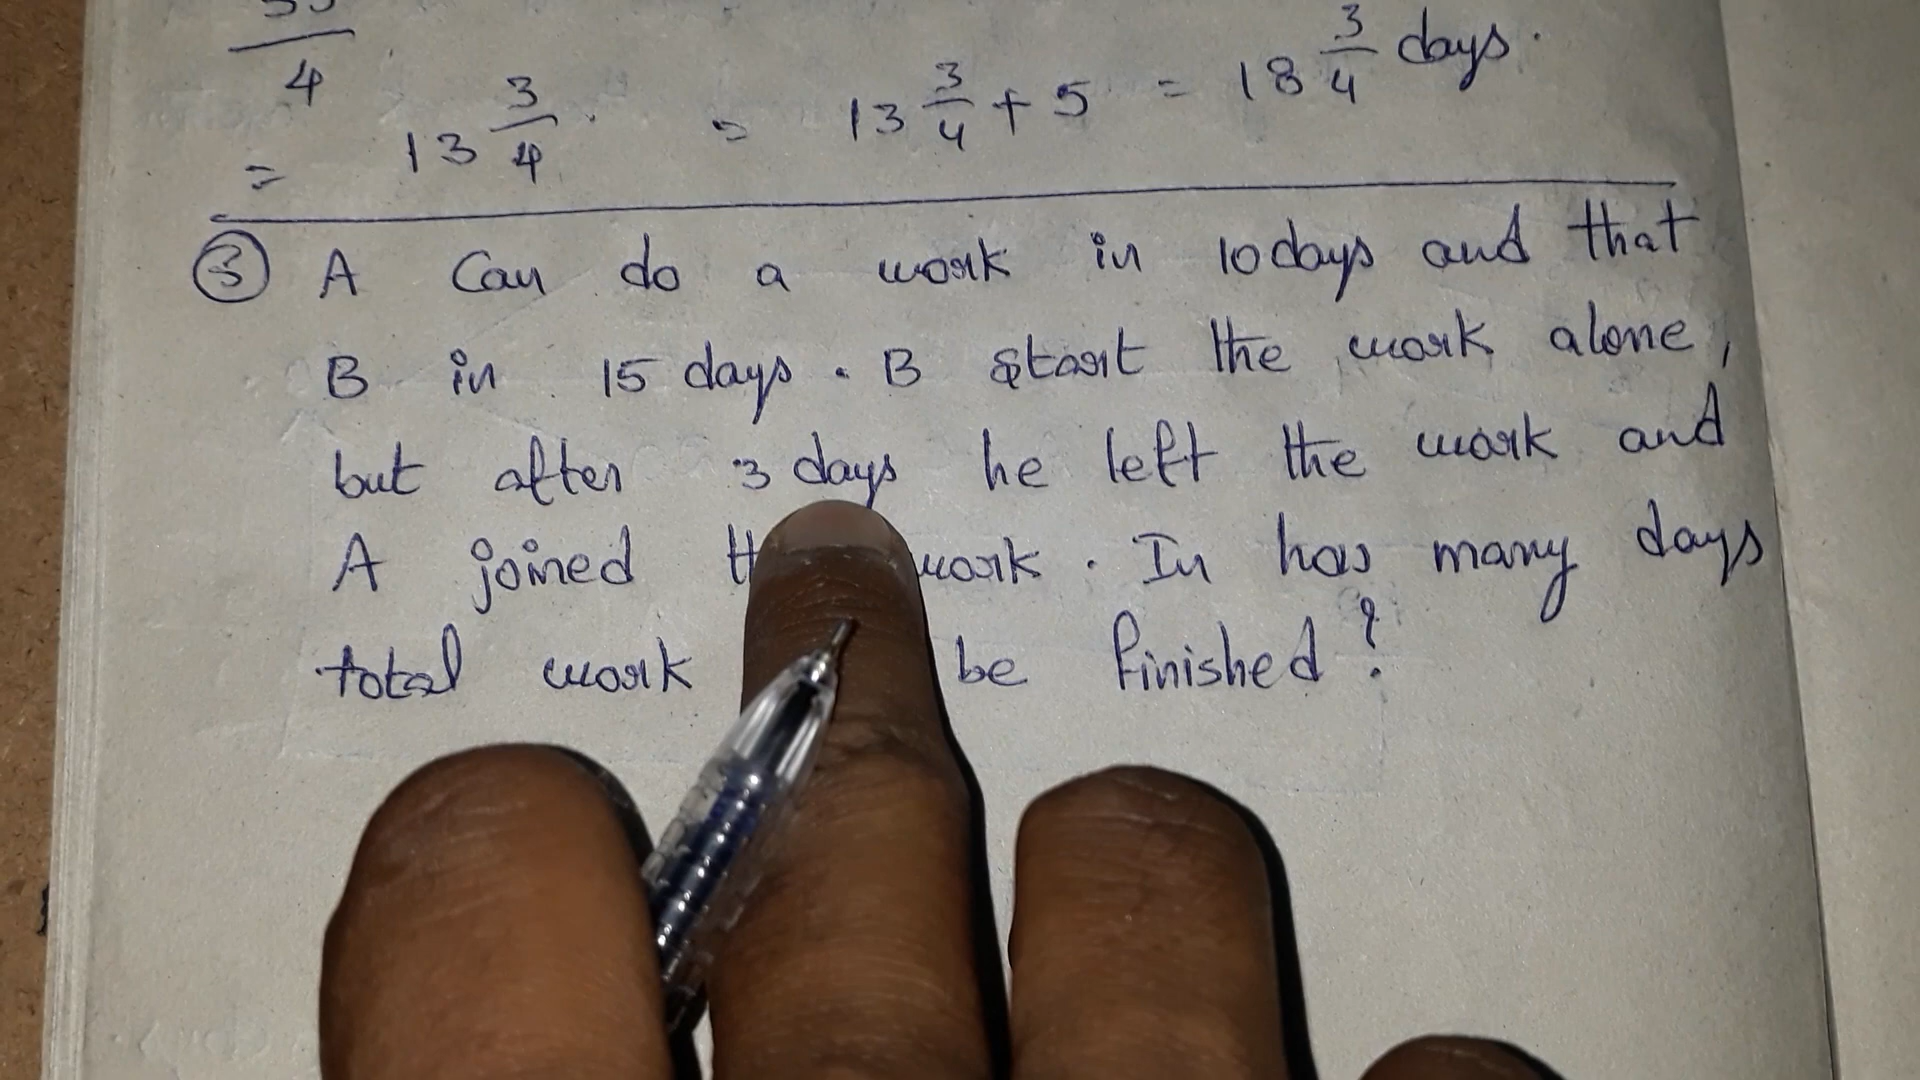 4
= 13 3/4 . = 13 3/4 + 5 = 18 3/4 days.
③ A Can do a work in 10days and that
B in 15 days. B start the work alone,
but after 3 days he left the work and
A joined work. In how many days
total work be finished?